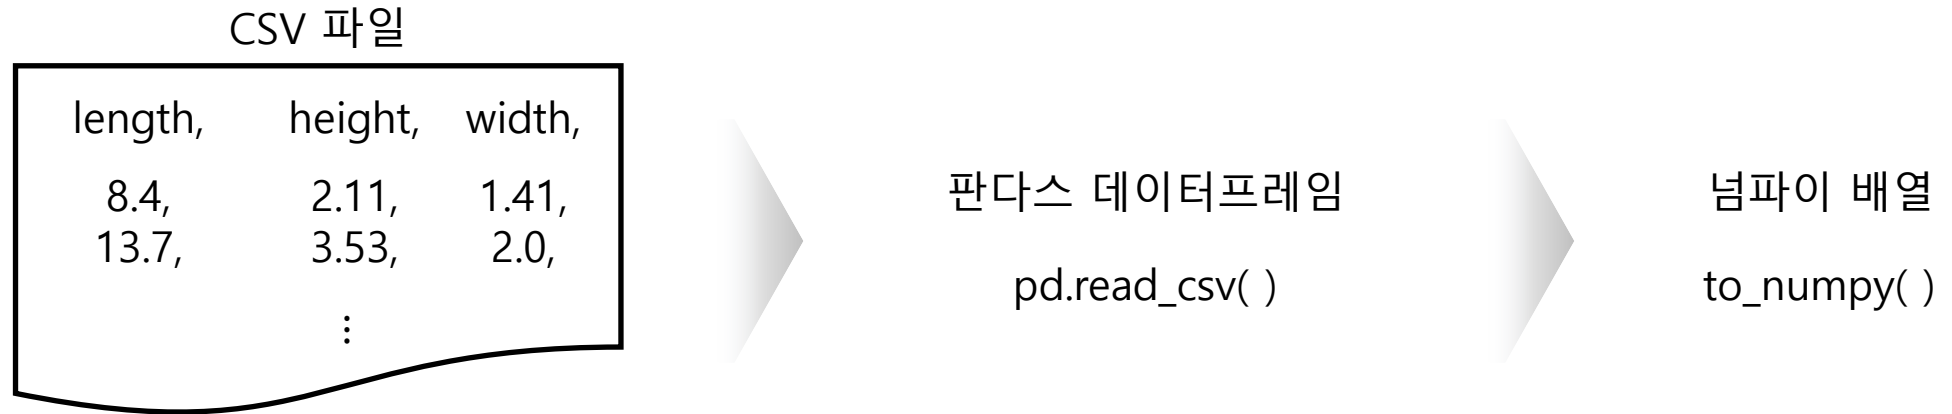 CSV 파일
length, height, width,
8.4, 2.11, 1.41,
13.7, 3.53, 2.0,
⋮
판다스 데이터프레임
pd.read_csv( )
넘파이 배열
to_numpy( )